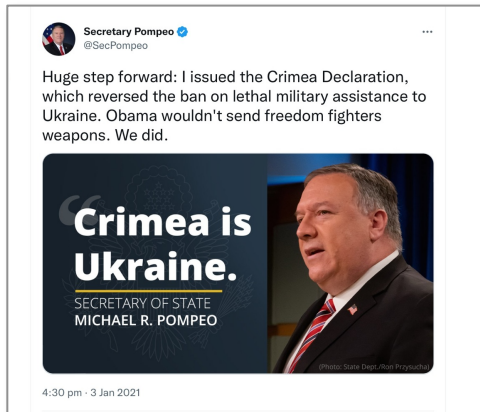 Secretary Pompeo
@SecPompeo
Huge step forward: I issued the Crimea Declaration,
which reversed the ban on lethal military assistance to
Ukraine. Obama wouldn't send freedom fighters
weapons. We did.
“Crimea is
Ukraine.
SECRETARY OF STATE
MICHAEL R. POMPEO
(Photo: State Dept./Ron Przysucha)
4:30 pm · 3 Jan 2021